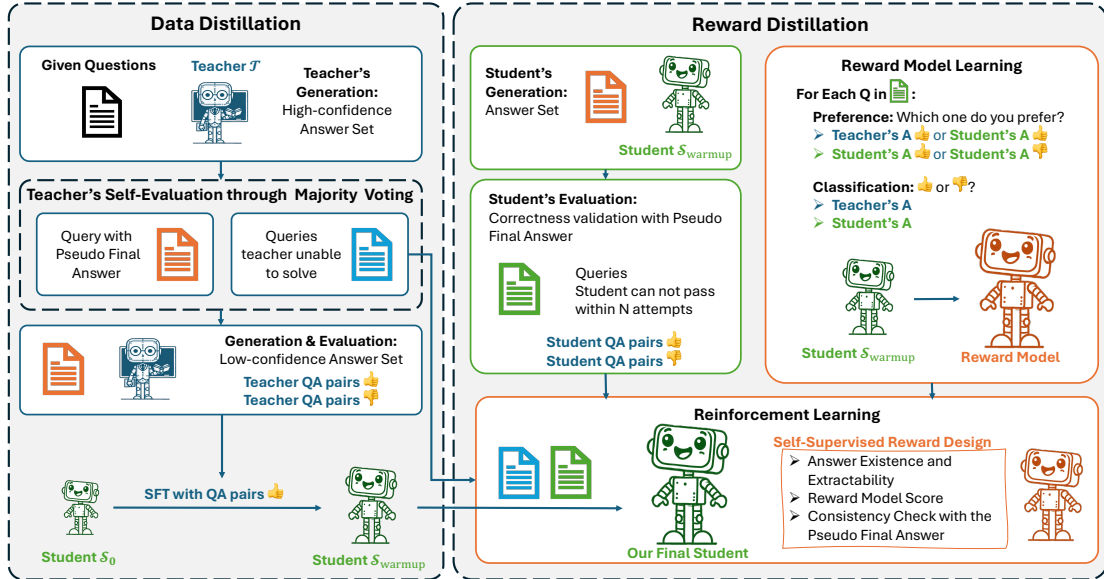 Data Distillation
Given Questions
Teacher 𝒯
Teacher's
Generation:
High-confidence
Answer Set
Teacher's Self-Evaluation through Majority Voting
Query with
Pseudo Final
Answer
Queries
teacher unable
to solve
Generation & Evaluation:
Low-confidence Answer Set
Teacher QA pairs 👍
Teacher QA pairs 👎
SFT with QA pairs 👍
Student 𝒮0
Student 𝒮warmup
Reward Distillation
Student's
Generation:
Answer Set
Student 𝒮warmup
Student's Evaluation:
Correctness validation with Pseudo
Final Answer
Queries
Student can not pass
within N attempts
Student QA pairs 👍
Student QA pairs 👎
Reward Model Learning
For Each Q in :
Preference: Which one do you prefer?
➢ Teacher's A 👍 or Student's A 👍
➢ Student's A 👍 or Student's A 👎
Classification: 👍 or 👎?
➢ Teacher's A
➢ Student's A
Student 𝒮warmup
Reward Model
Reinforcement Learning
Our Final Student
Self-Supervised Reward Design
➢ Answer Existence and
Extractability
➢ Reward Model Score
➢ Consistency Check with the
Pseudo Final Answer